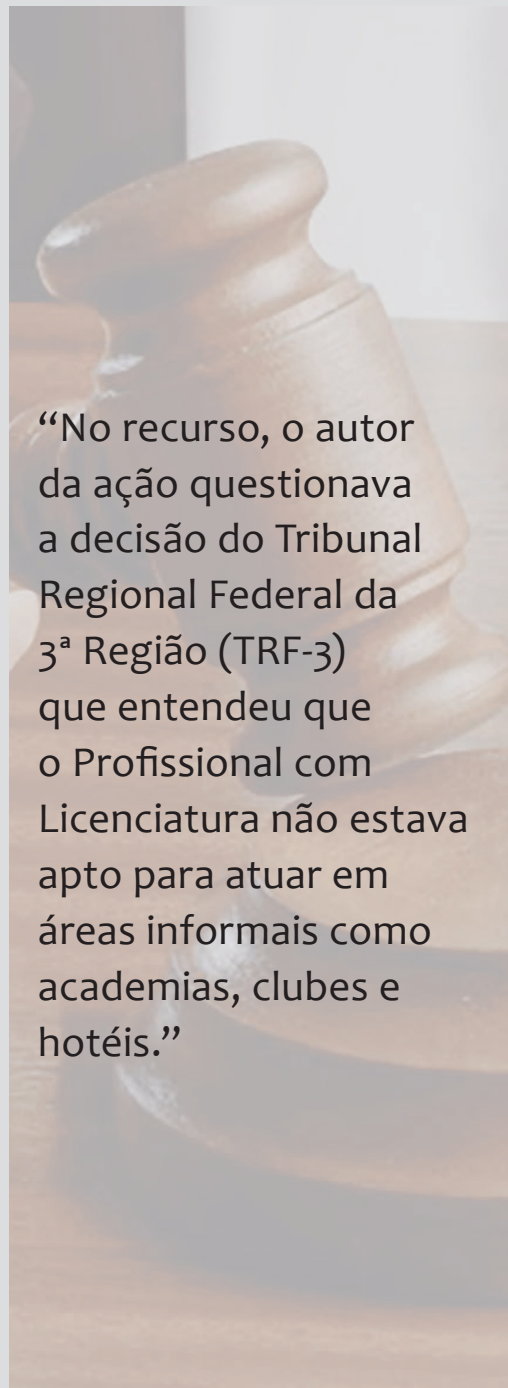 “No recurso, o autor
da ação questionava
a decisão do Tribunal
Regional Federal da
3ª Região (TRF-3)
que entendeu que
o Profissional com
Licenciatura não estava
apto para atuar em
áreas informais como
academias, clubes e
hotéis.”